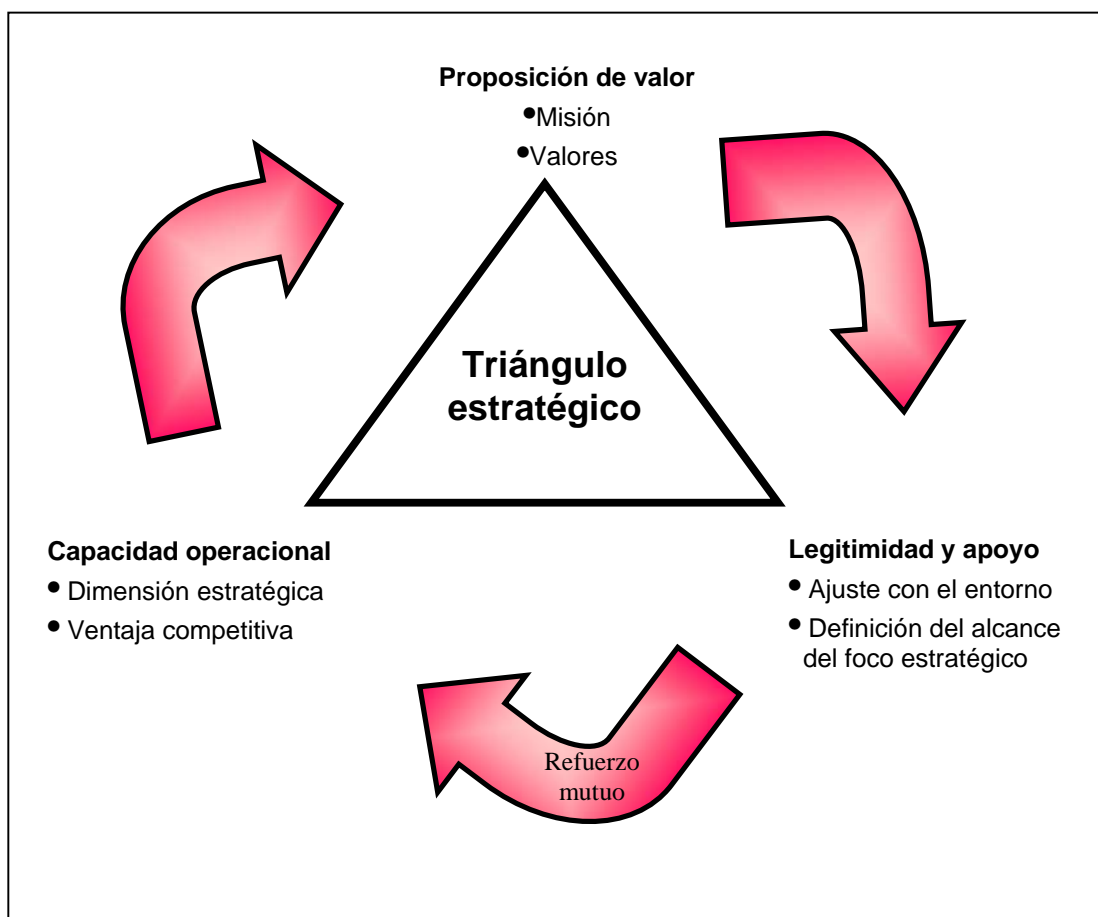 Proposición de valor
•Misión
•Valores
Triángulo
estratégico
Capacidad operacional
• Dimensión estratégica
• Ventaja competitiva
Legitimidad y apoyo
• Ajuste con el entorno
• Definición del alcance
del foco estratégico
Refuerzo
mutuo